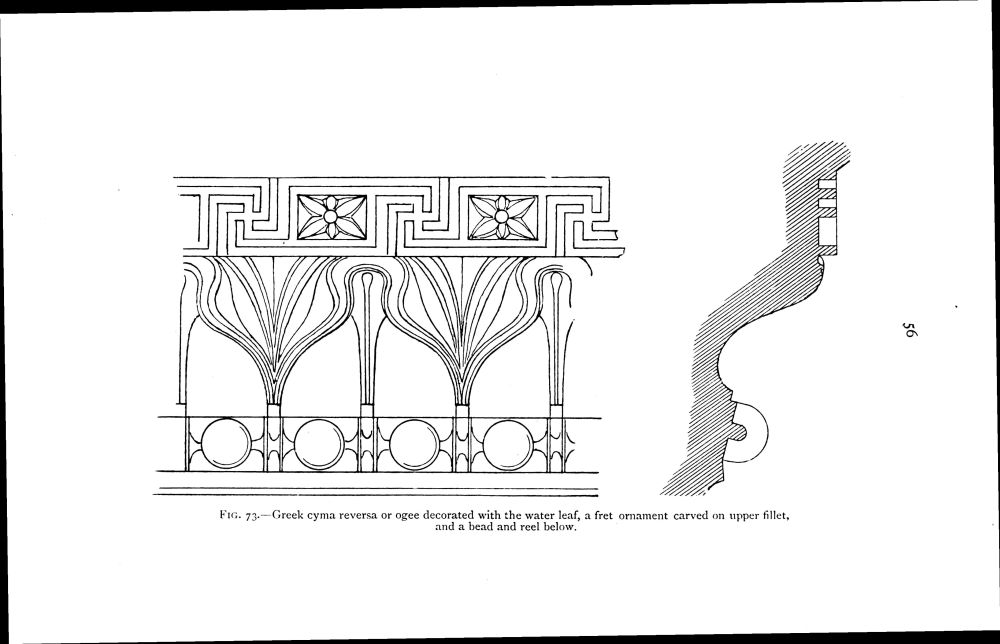 56
FIG. 73.—Greek cyma reversa or ogee decorated with the water leaf, a fret ornament carved on upper fillet,
and a bead and reel below.